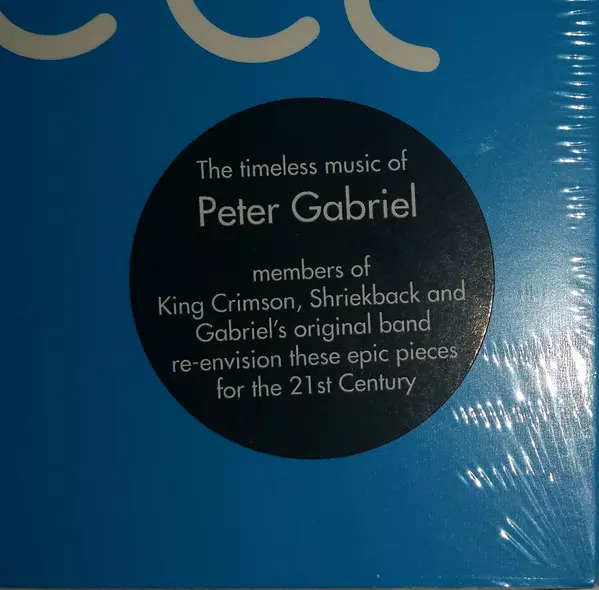 The timeless music of
Peter Gabriel
members of
King Crimson, Shriekback and
Gabriel's original band
re-envision these epic pieces
for the 21st Century